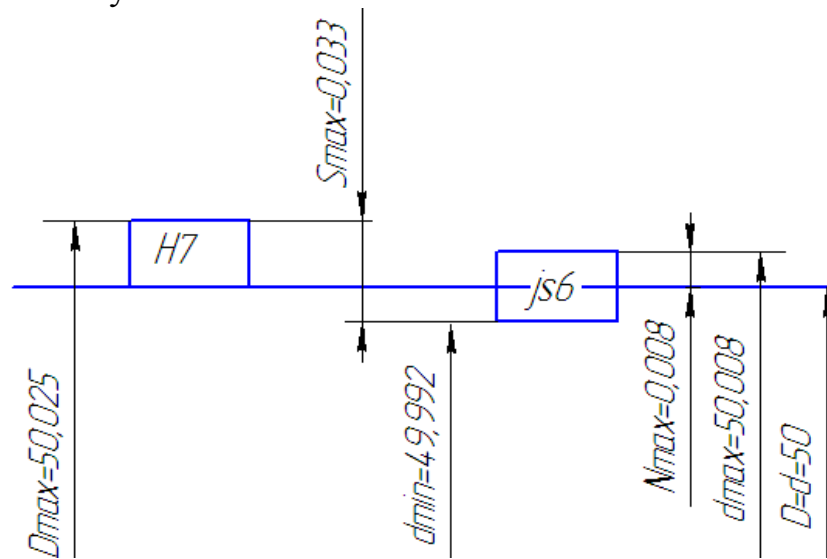 Smax=0,033
H7
js6
Dmax=50,025
dmin=49,992
Nmax=0,008
dmax=50,008
D=d=50